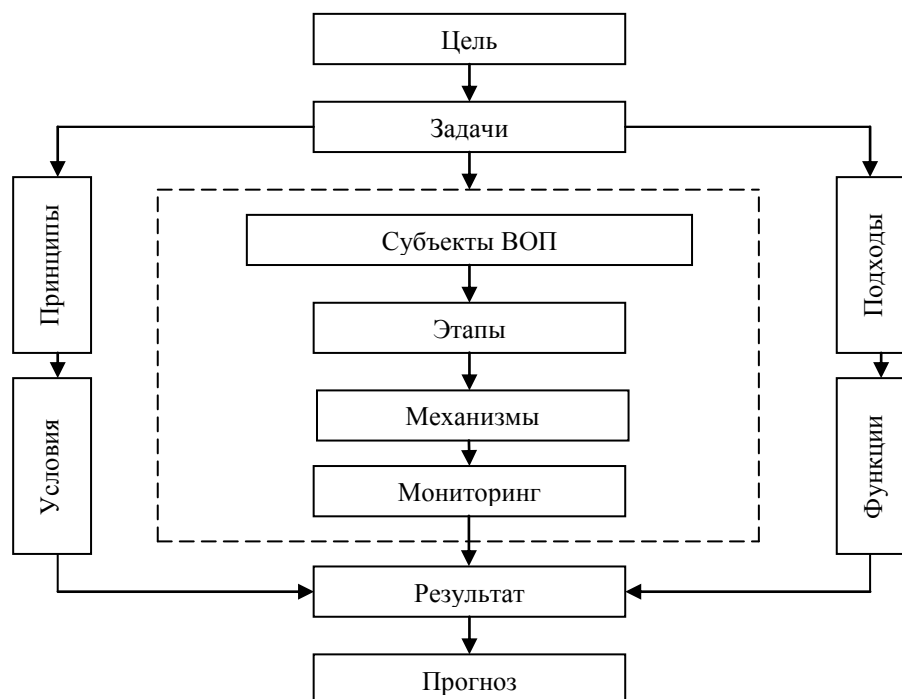 Цель
Задачи
Принципы
Подходы
Субъекты ВОП
Этапы
Механизмы
Условия
Функции
Мониторинг
Результат
Прогноз